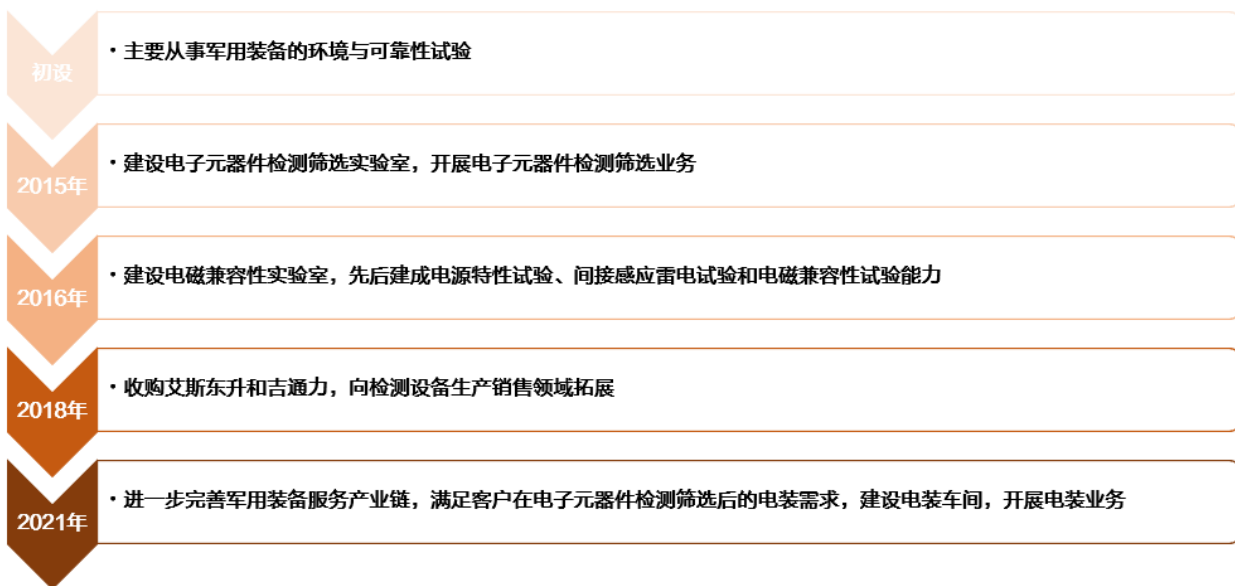 初设
·主要从事军用装备的环境与可靠性试验
2015年
·建设电子元器件检测筛选实验室，开展电子元器件检测筛选业务
2016年
·建设电磁兼容性实验室，先后建成电源特性试验、间接感应雷电试验和电磁兼容性试验能力
2018年
·收购艾斯东升和吉通力，向检测设备生产销售领域拓展
2021年
·进一步完善军用装备服务产业链，满足客户在电子元器件检测筛选后的电装需求，建设电装车间，开展电装业务